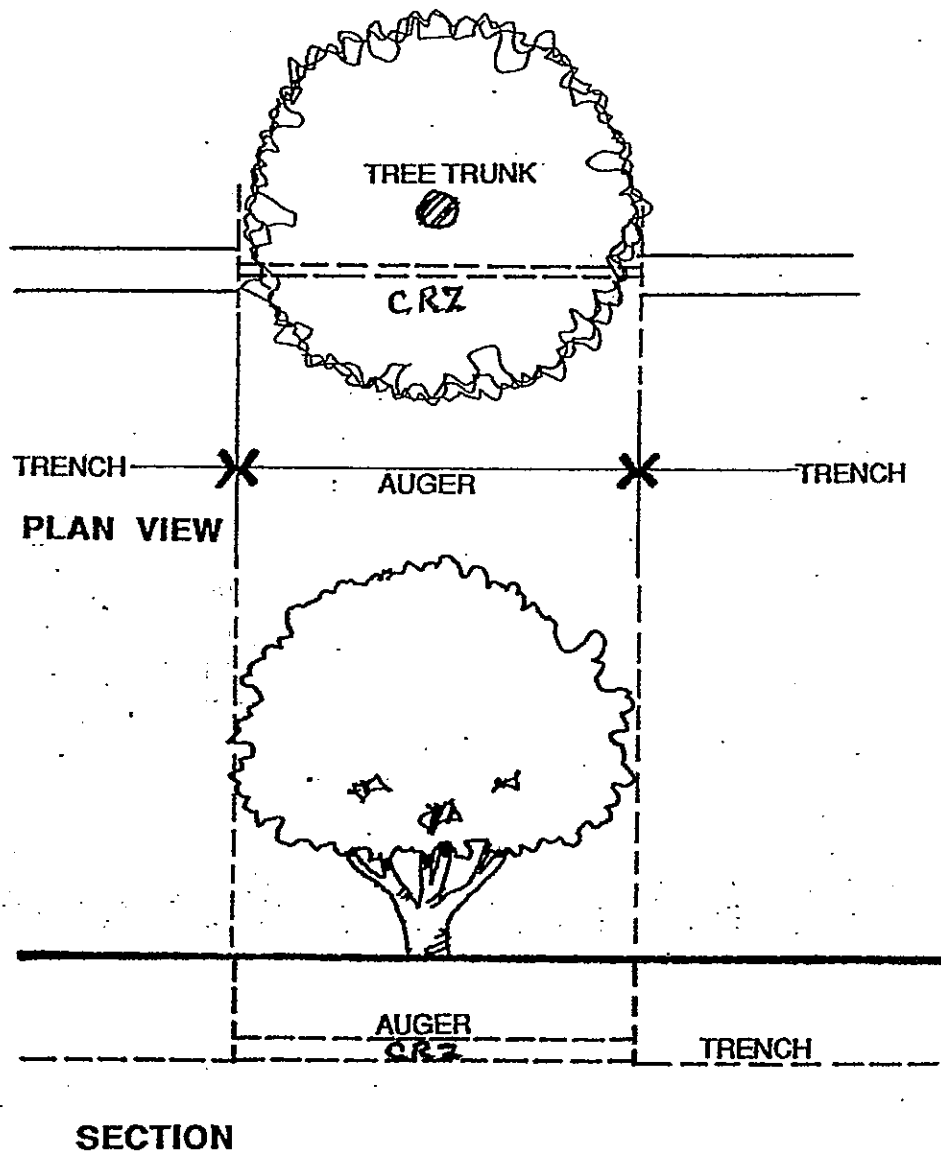 TREE TRUNK
CRZ
TRENCH AUGER TRENCH
PLAN VIEW
AUGER
CRZ TRENCH
SECTION